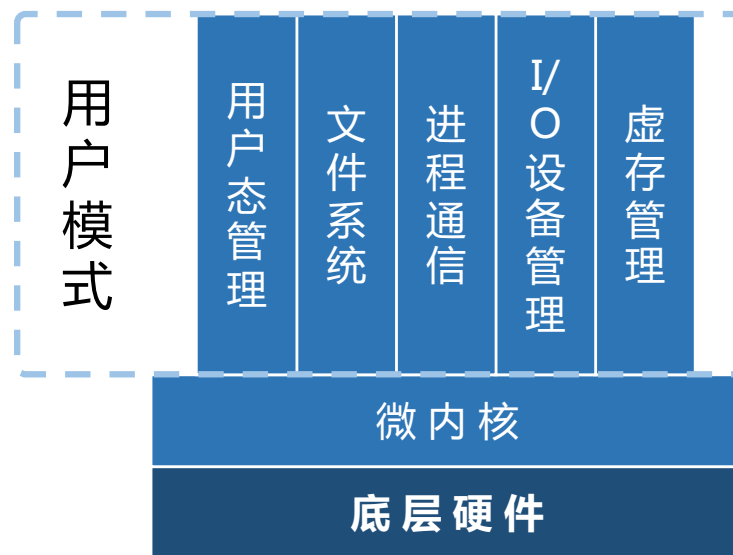 用户模式
用户态管理
文件系统
进程通信
I/O设备管理
虚存管理
微内核
底层硬件